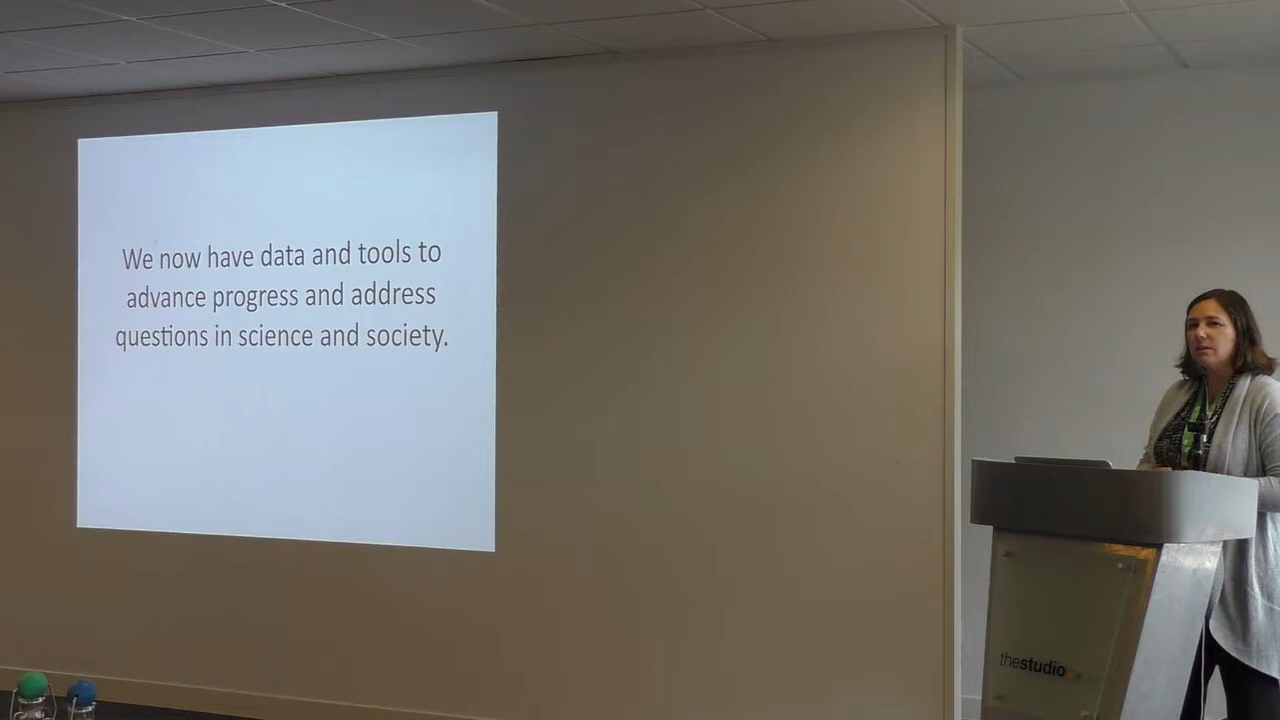 We now have data and tools to
advance progress and address
questions in science and society.
thestudio